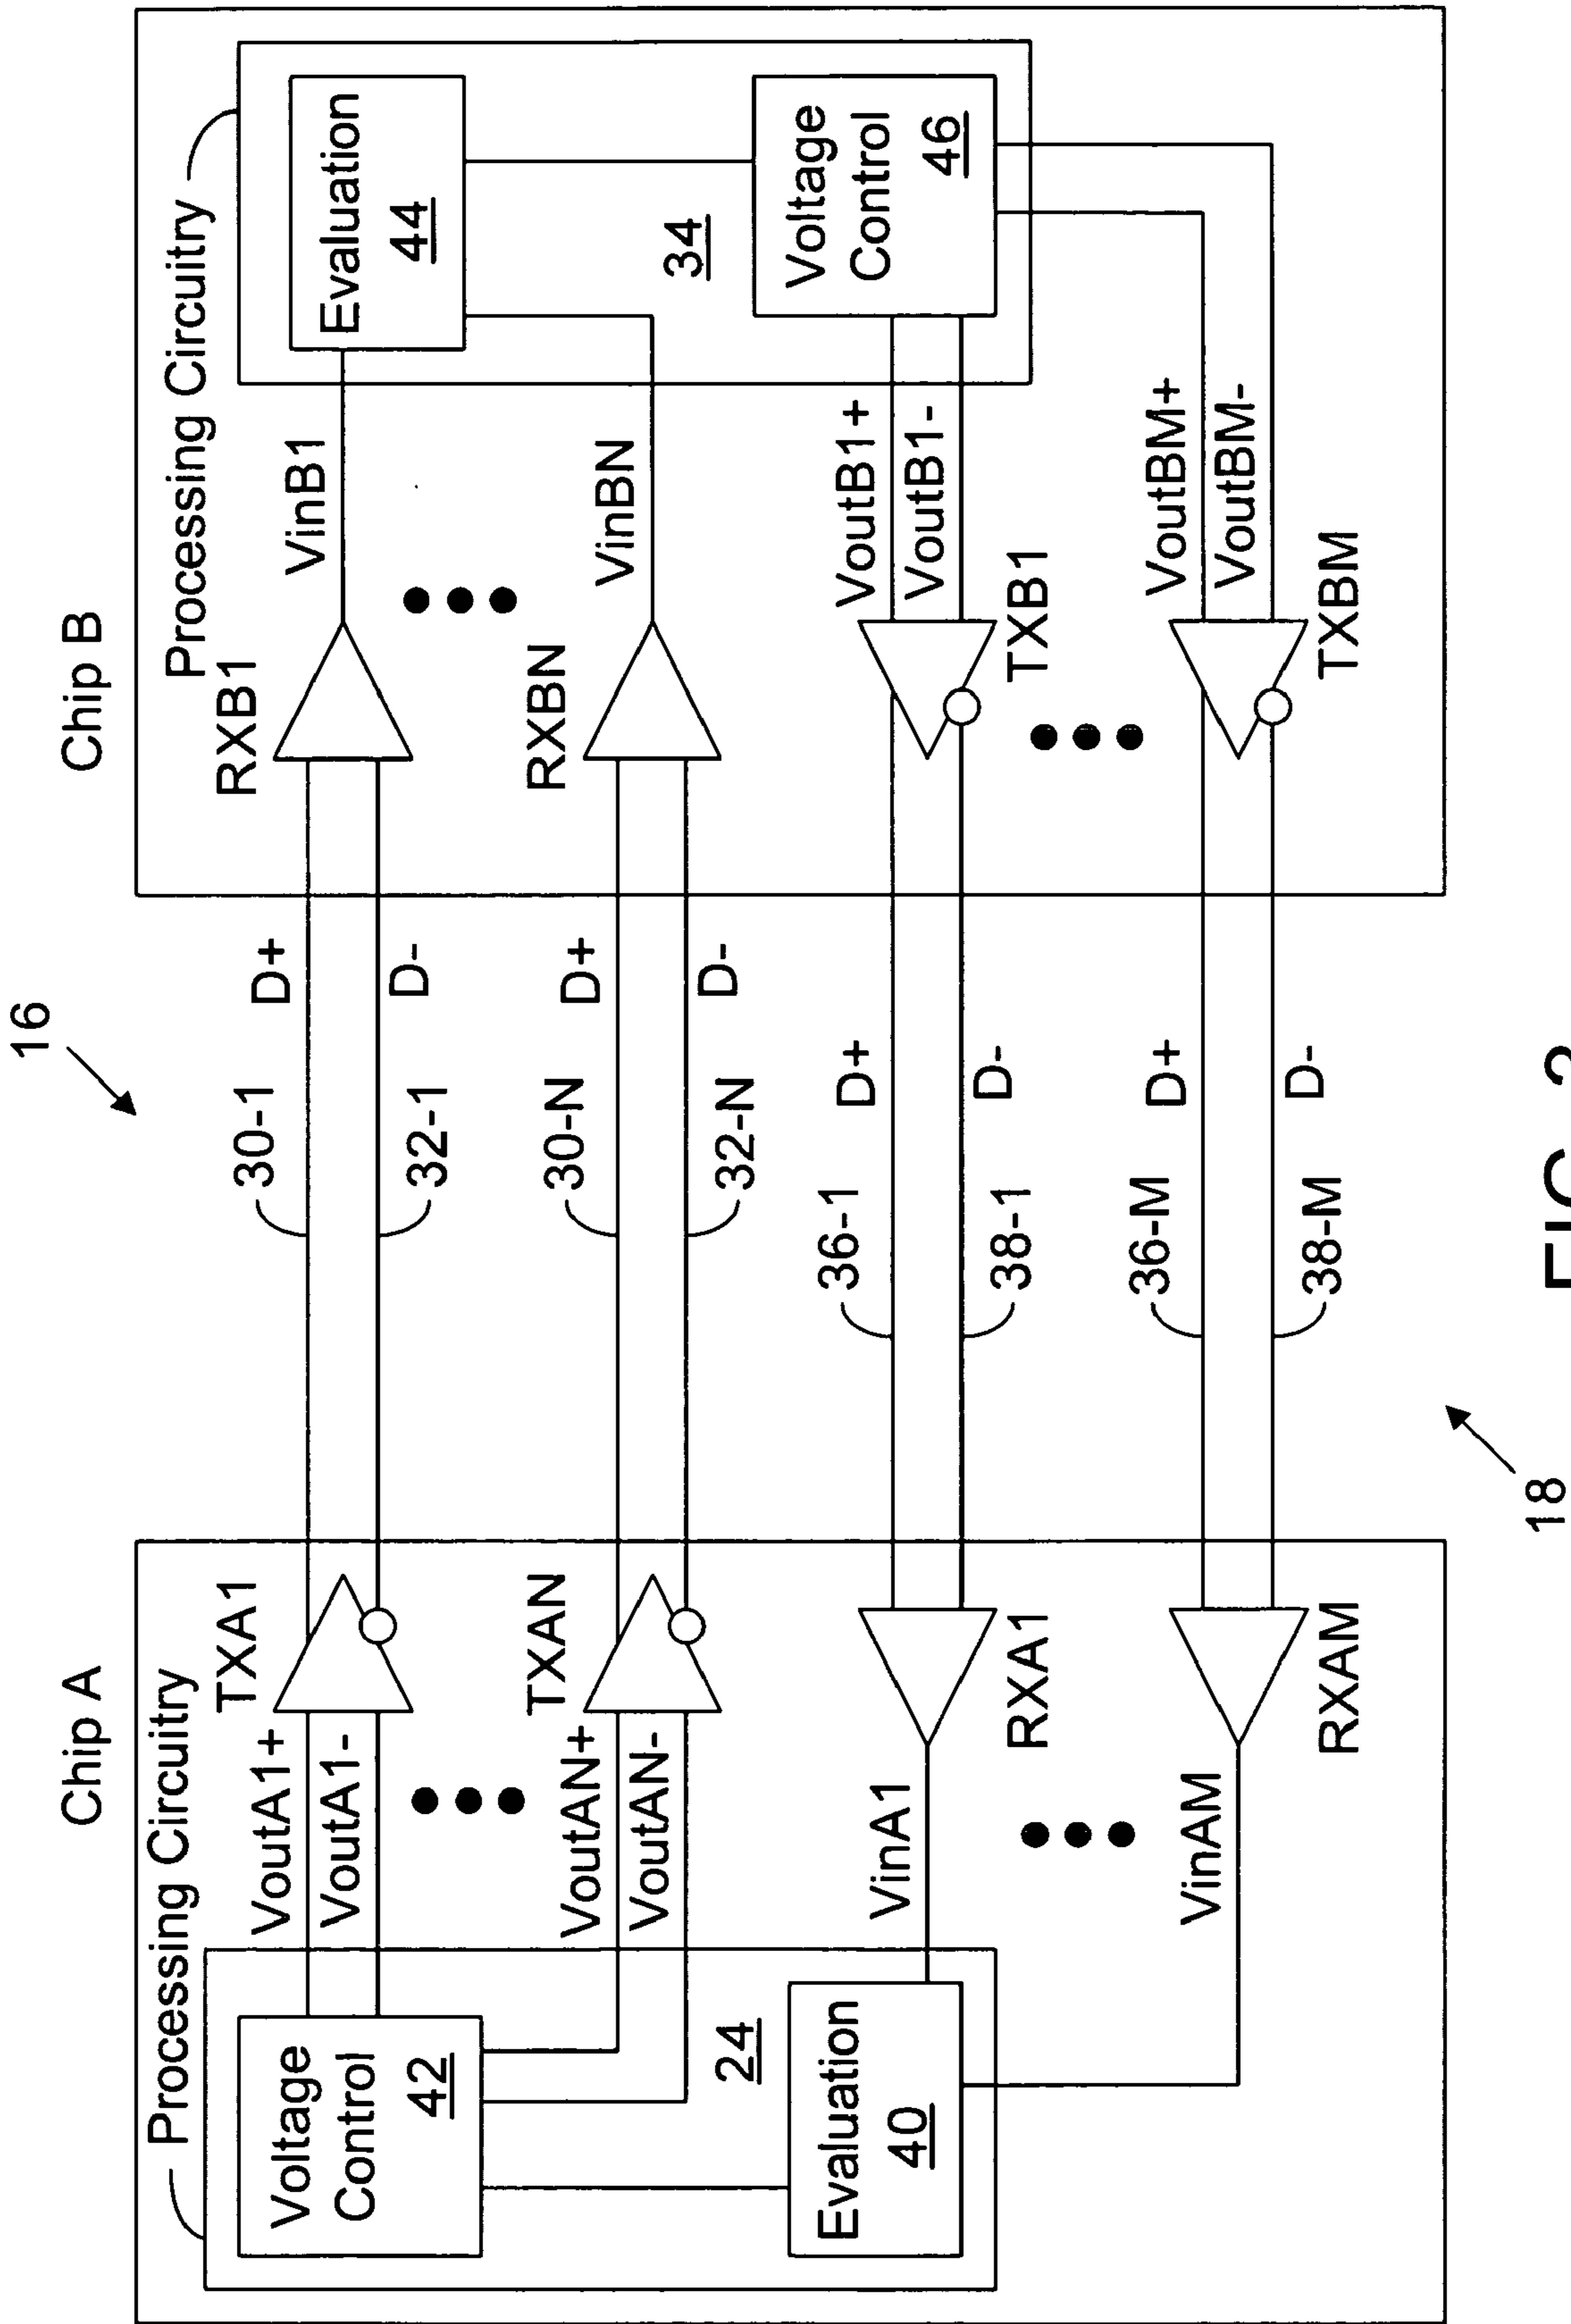 16
Chip A
Chip B
Processing Circuitry
Processing Circuitry
Voltage
Control
42
VoutA1+
VoutA1-
TXA1
30-1
D+
32-1
D-
RXB1
VinB1
Evaluation
44
VoutAN+
VoutAN-
TXAN
30-N
D+
32-N
D-
RXBN
VinBN
24
34
Evaluation
40
VinA1
RXA1
36-1
D+
38-1
D-
VoutB1+
VoutB1-
TXB1
Voltage
Control
46
VinAM
RXAM
36-M
D+
38-M
D-
VoutBM+
VoutBM-
TXBM
18